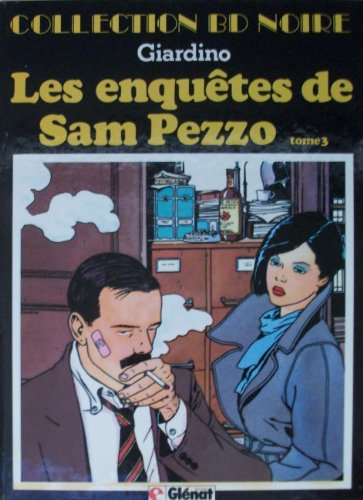 COLLECTION BD NOIRE
Giardino
Les enquêtes de
Sam Pezzo tome 3
Glénat